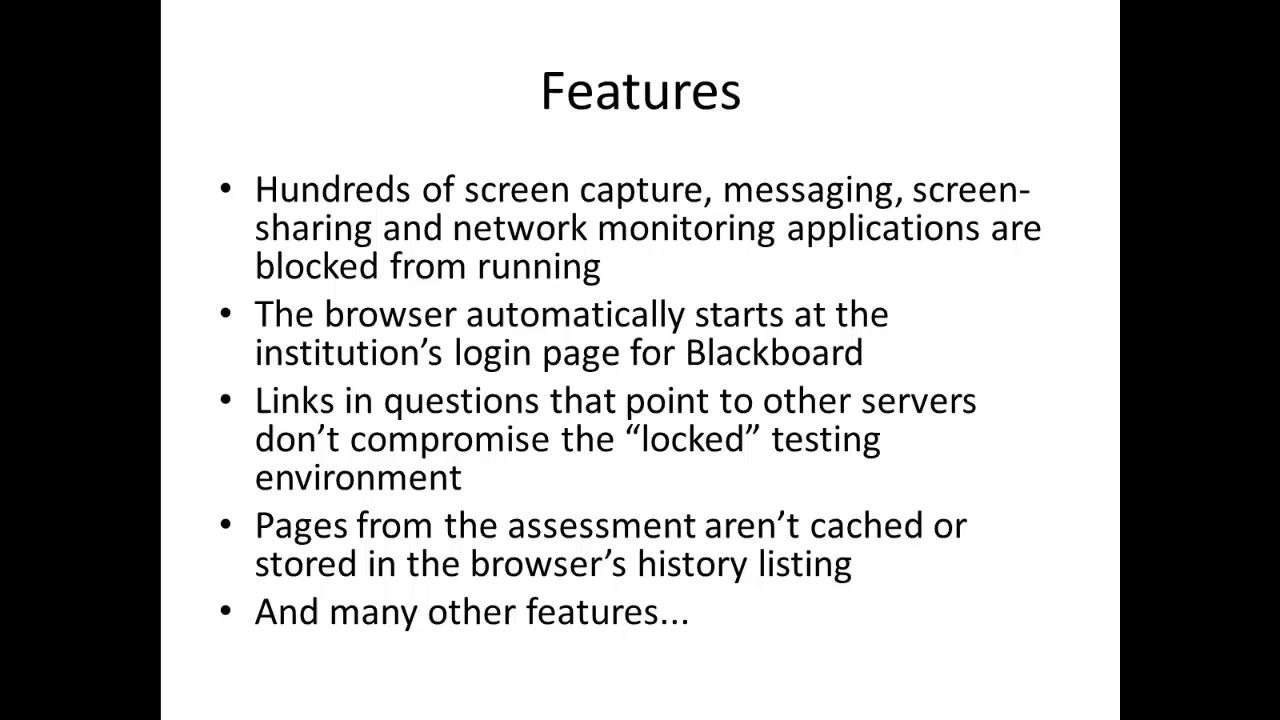 Features
• Hundreds of screen capture, messaging, screen-
sharing and network monitoring applications are
blocked from running
• The browser automatically starts at the
institution’s login page for Blackboard
• Links in questions that point to other servers
don’t compromise the “locked” testing
environment
• Pages from the assessment aren’t cached or
stored in the browser’s history listing
• And many other features...